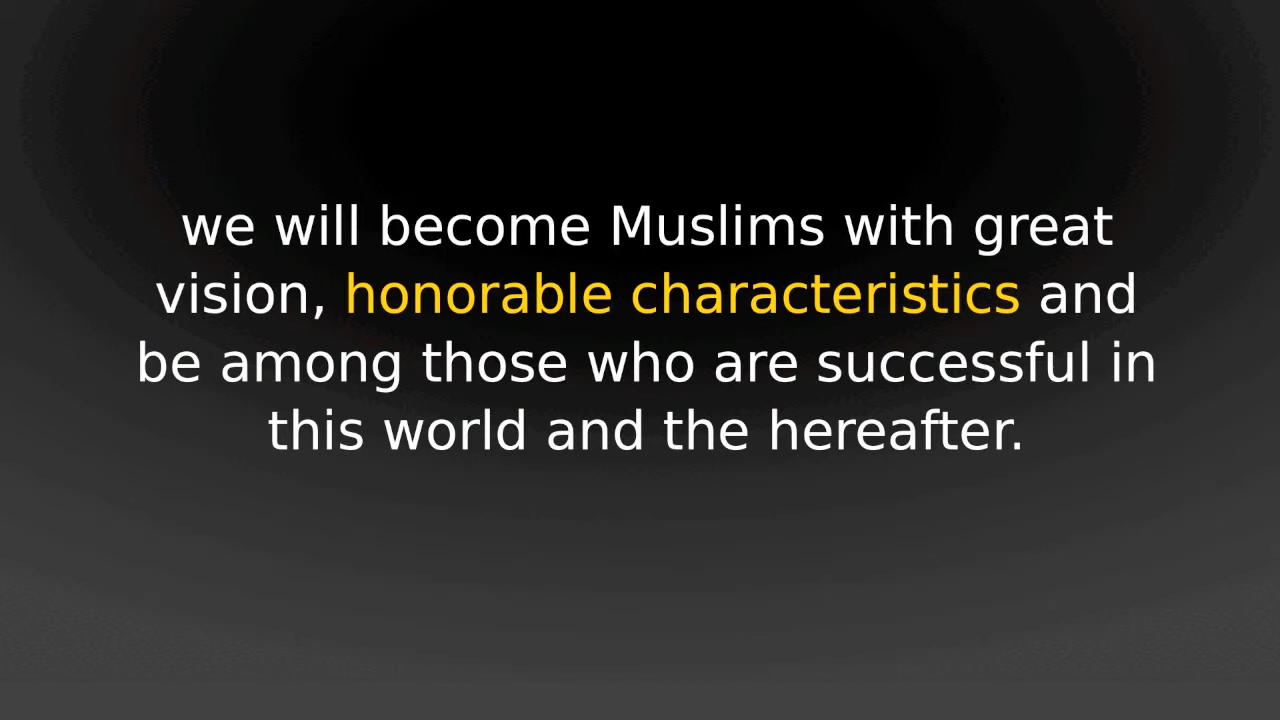 we will become Muslims with great
vision, honorable characteristics and
be among those who are successful in
this world and the hereafter.